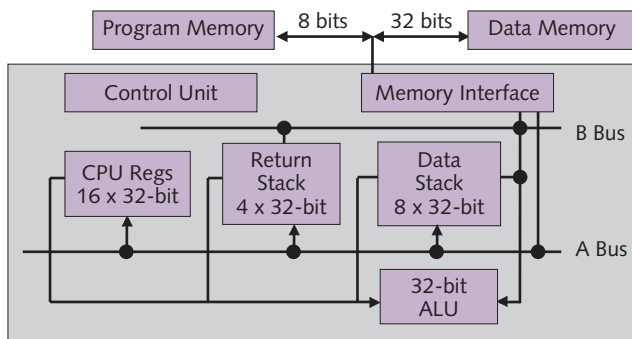 Program Memory
8 bits
32 bits
Data Memory
Control Unit
Memory Interface
B Bus
CPU Regs
16 x 32-bit
Return
Stack
4 x 32-bit
Data
Stack
8 x 32-bit
A Bus
32-bit
ALU